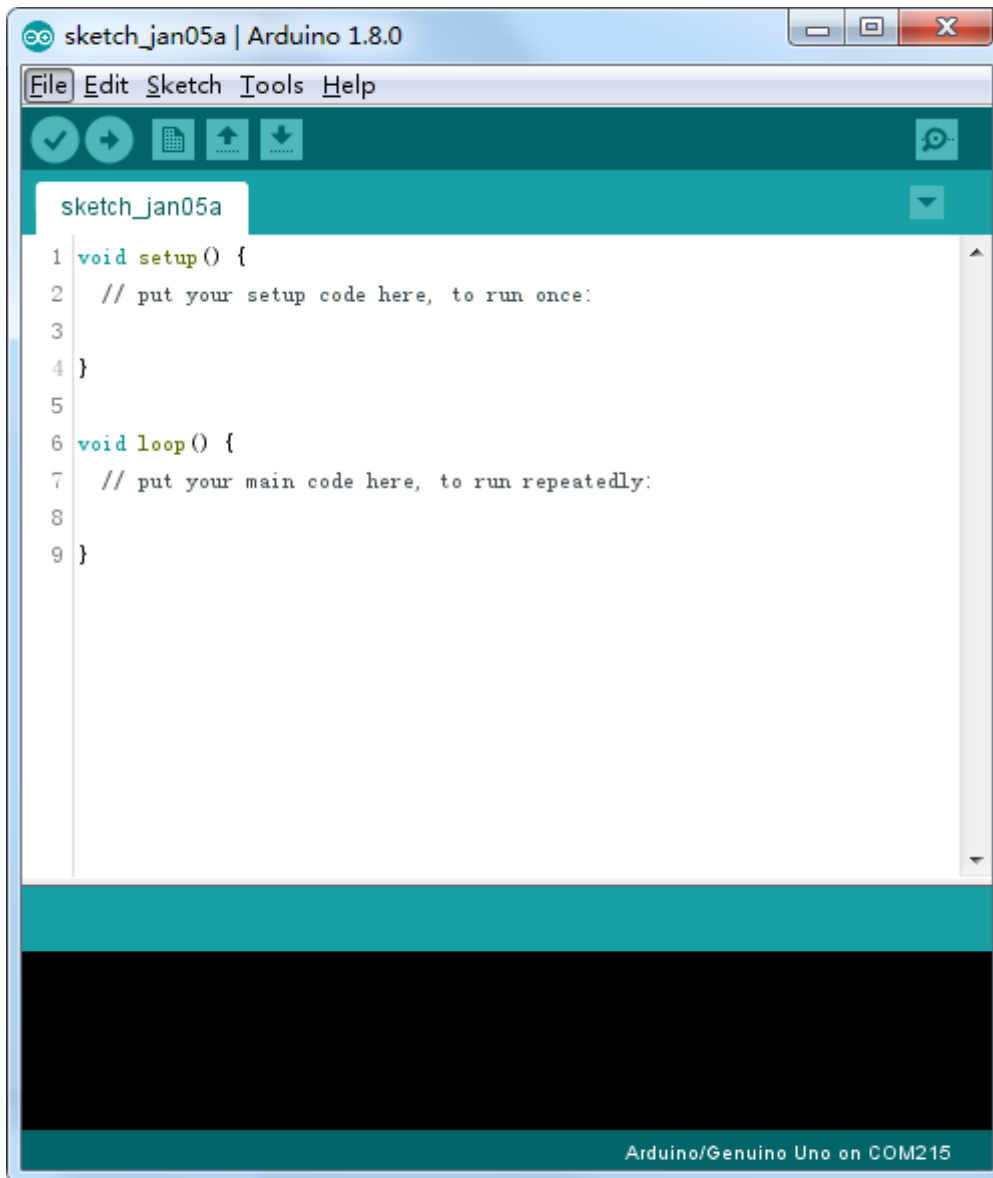 sketch_jan05a | Arduino 1.8.0
File Edit Sketch Tools Help
sketch_jan05a
1 void setup() {
2 // put your setup code here, to run once:
3
4 }
5
6 void loop() {
7 // put your main code here, to run repeatedly:
8
9 }
Arduino/Genuino Uno on COM215